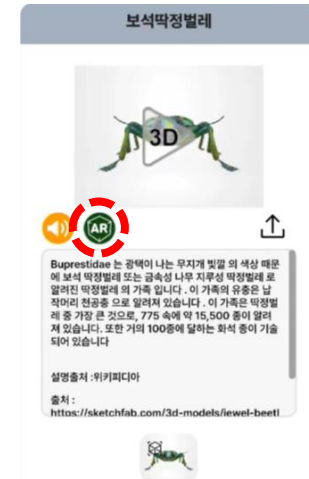 보석딱정벌레
3D
AR
Buprestidae 는 광택이 나는 무지개 빛깔 의 색상 때문
에 보석 딱정벌레 또는 금속성 나무 지루성 딱정벌레 로
알려진 딱정벌레 의 가족 입니다 . 이 가족의 유충은 납
작머리 천공충 으로 알려져 있습니다 . 이 가족은 딱정벌
레 중 가장 큰 것으로, 775 속에 약 15,500 종이 알려
져 있습니다. 또한 거의 100종에 달하는 화석 종이 기술
되어 있습니다
설명출처 :위키피디아
출처 :
https://sketchfab.com/3d-models/jewel-beetl